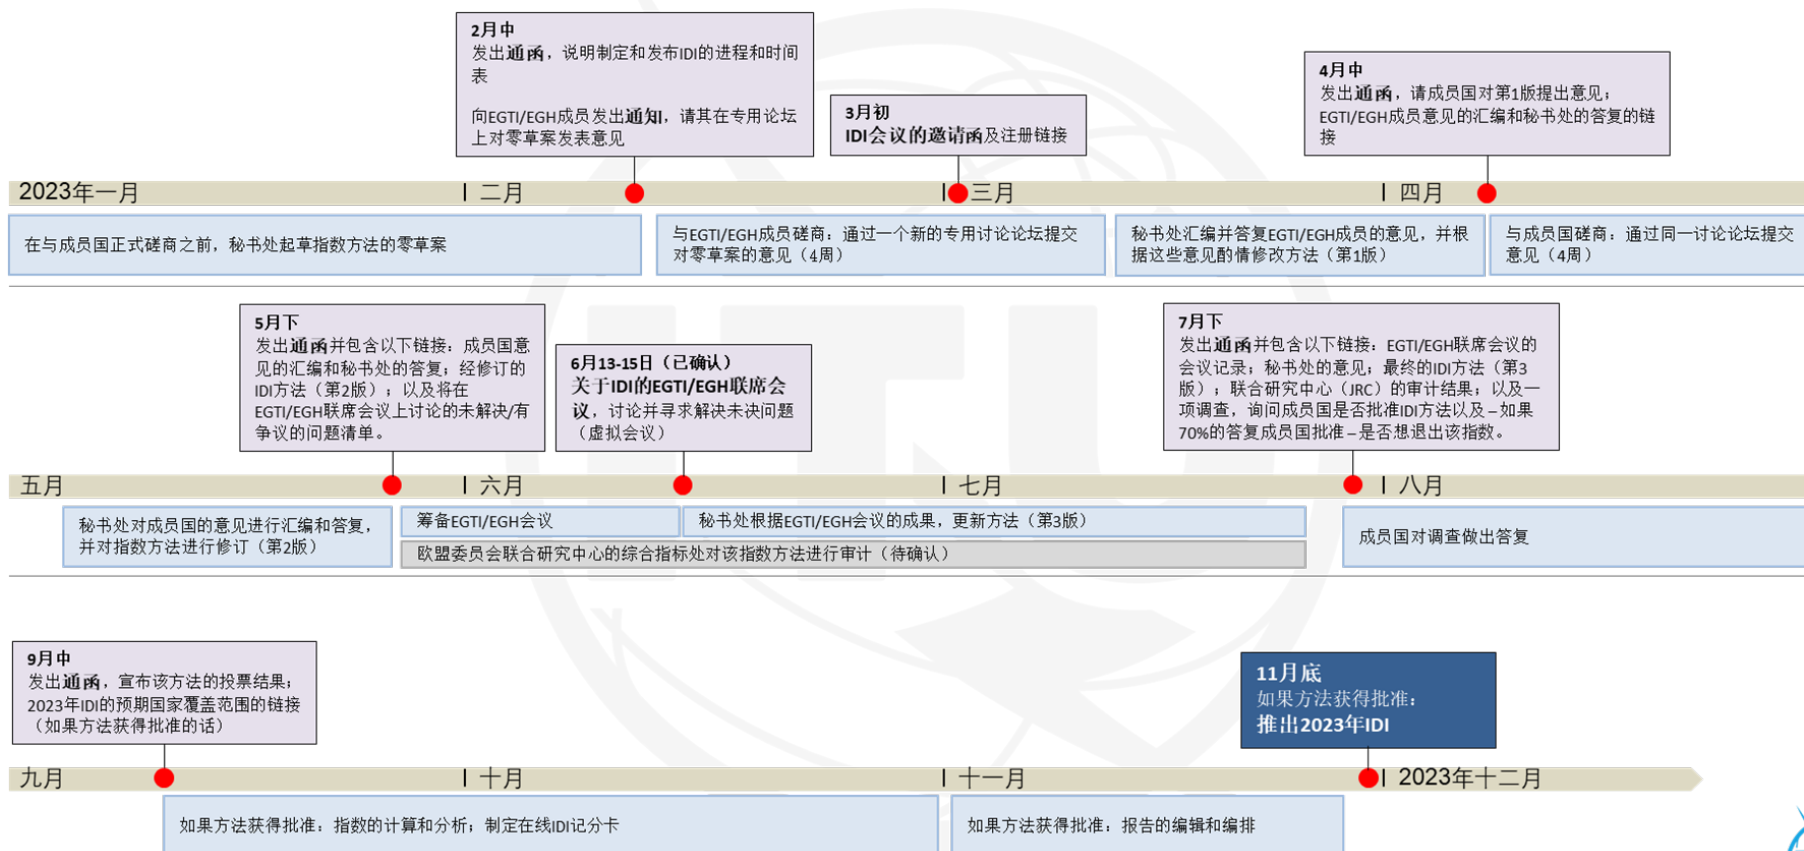 2月中
发出通函，说明制定和发布IDI的进程和时间
表
向EGTI/EGH成员发出通知，请其在专用论坛
上对零草案发表意见
3月初
IDI会议的邀请函及注册链接
4月中
发出通函，请成员国对第1版提出意见；
EGTI/EGH成员意见的汇编和秘书处的答复的链
接
2023年一月
二月
三月
四月
在与成员国正式磋商之前，秘书处起草指数方法的零草案
与EGTI/EGH成员磋商：通过一个新的专用讨论论坛提交
对零草案的意见（4周）
秘书处汇编并答复EGTI/EGH成员的意见，并根
据这些意见酌情修改方法（第1版）
与成员国磋商：通过同一讨论论坛提交
意见（4周）
5月下
发出通函并包含以下链接：成员国意
见的汇编和秘书处的答复；经修订的
IDI方法（第2版）；以及将在
EGTI/EGH联席会议上讨论的未解决/有
争议的问题清单。
6月13-15日（已确认）
关于IDI的EGTI/EGH联席会
议，讨论并寻求解决未决问题
（虚拟会议）
7月下
发出通函并包含以下链接：EGTI/EGH联席会议的
会议记录；秘书处的意见；最终的IDI方法（第3
版）；联合研究中心（JRC）的审计结果；以及一
项调查，询问成员国是否批准IDI方法以及–如果
70%的答复成员国批准–是否想退出该指数。
五月
六月
七月
八月
秘书处对成员国的意见进行汇编和答复，
并对指数方法进行修订（第2版）
筹备EGTI/EGH会议
秘书处根据EGTI/EGH会议的成果，更新方法（第3版）
欧盟委员会联合研究中心的综合指标处对该指数方法进行审计（待确认）
成员国对调查做出答复
9月中
发出通函，宣布该方法的投票结果；
2023年IDI的预期国家覆盖范围的链接
（如果方法获得批准的话）
11月底
如果方法获得批准：
推出2023年IDI
九月
十月
十一月
2023年十二月
如果方法获得批准：指数的计算和分析；制定在线IDI记分卡
如果方法获得批准：报告的编辑和编排
ITU